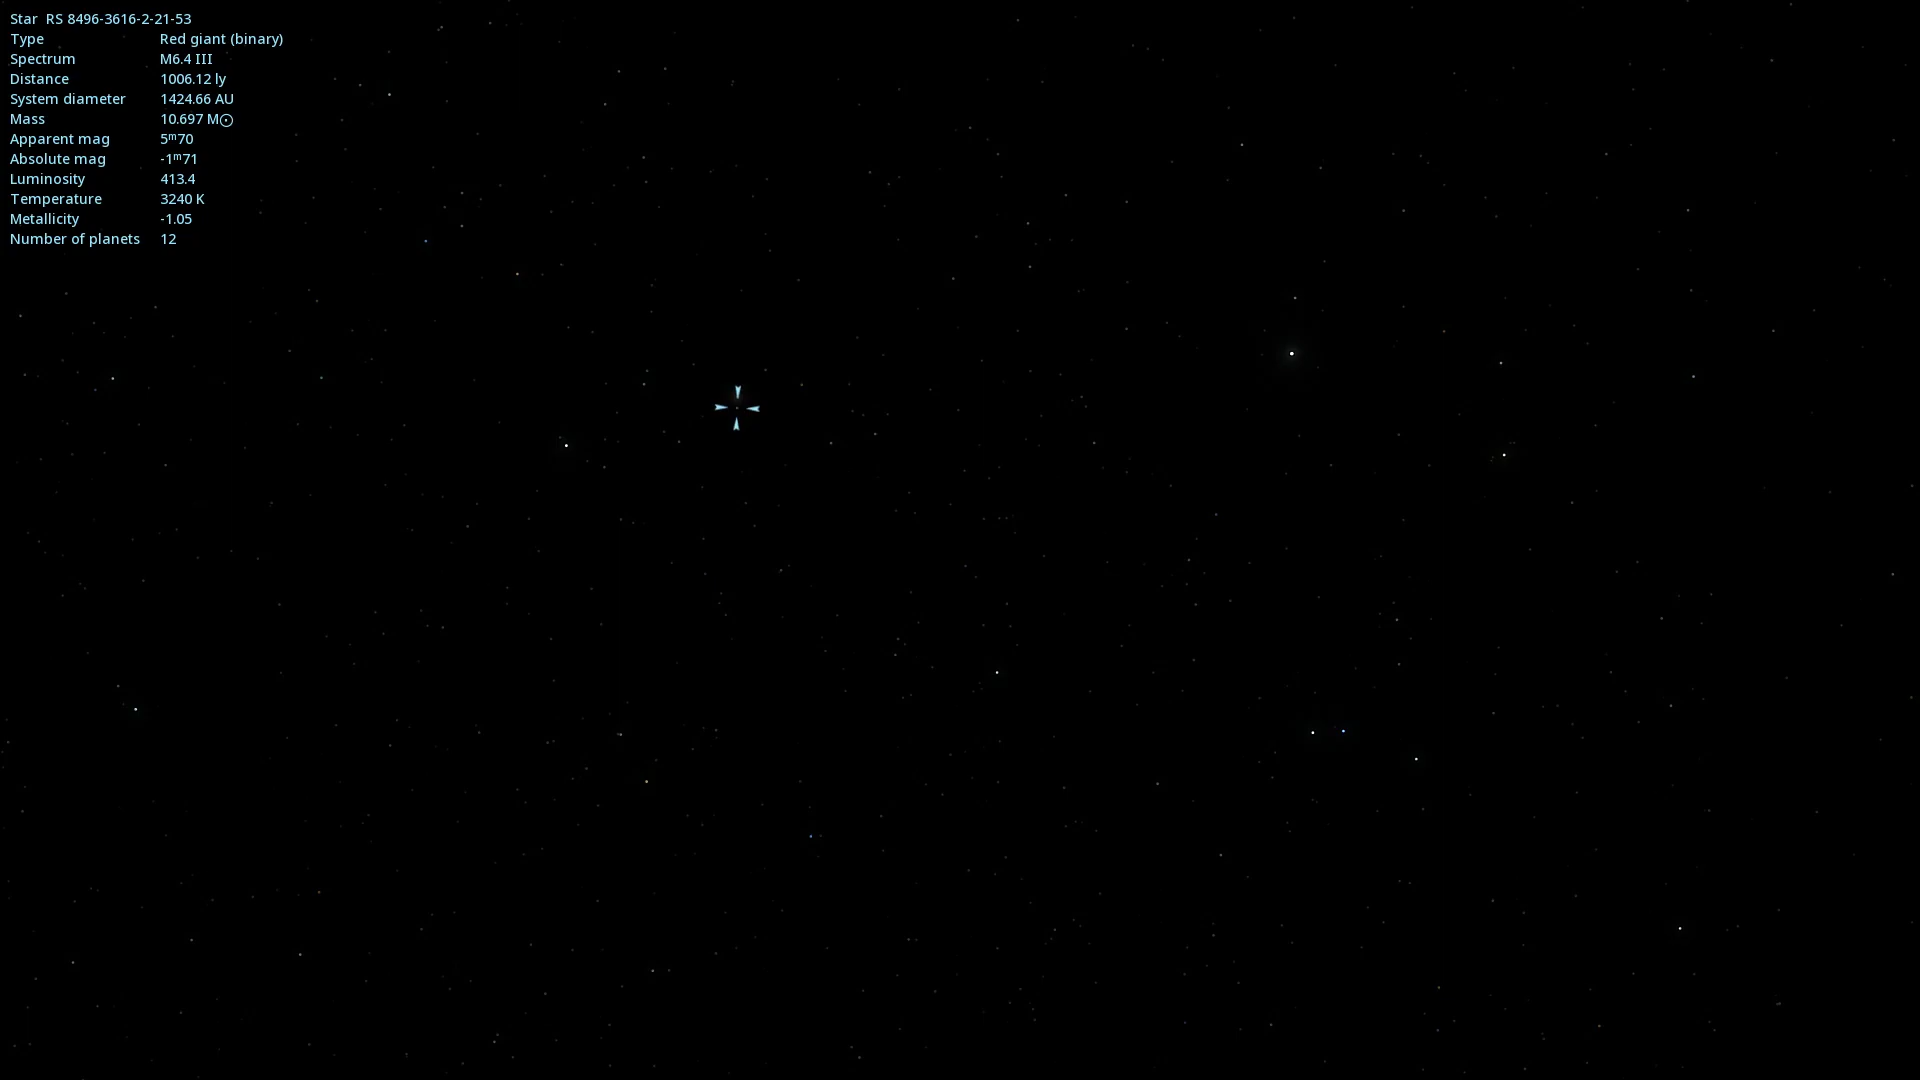 Star RS 8496-3616-2-21-53
Type Red giant (binary)
Spectrum M6.4 III
Distance 1006.12 ly
System diameter 1424.66 AU
Mass 10.697 M☉
Apparent mag 5ᵐ70
Absolute mag -1ᵐ71
Luminosity 413.4
Temperature 3240 K
Metallicity -1.05
Number of planets 12